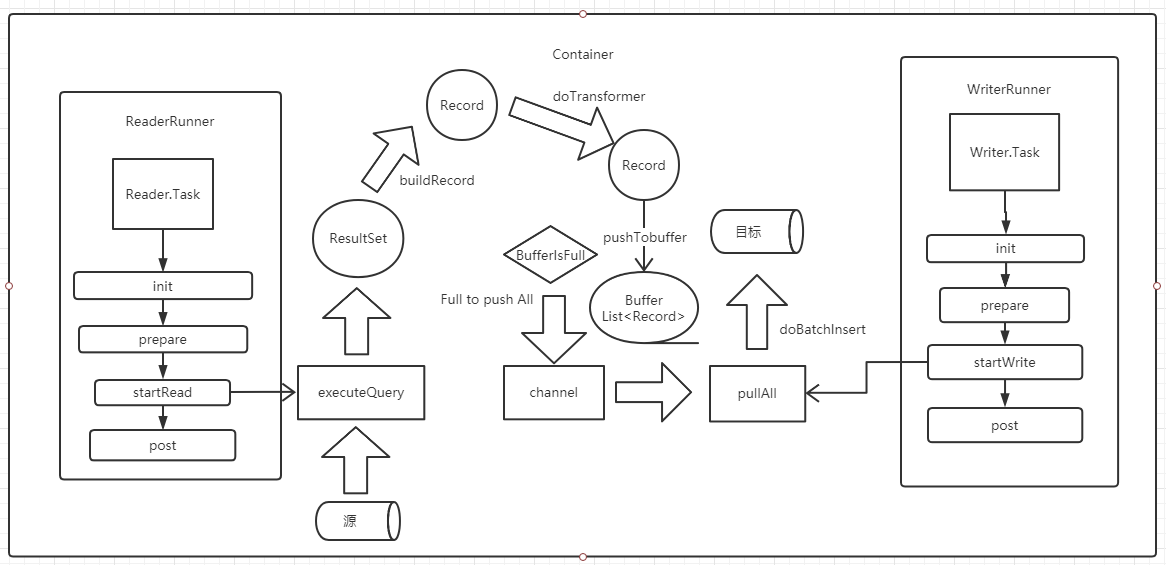 Container
ReaderRunner
Reader.Task
init
prepare
startRead
post
源
executeQuery
ResultSet
buildRecord
Record
doTransformer
Record
pushTobuffer
Buffer
List<Record>
BufferIsFull
Full to push All
channel
pullAll
doBatchInsert
目标
WriterRunner
Writer.Task
init
prepare
startWrite
post